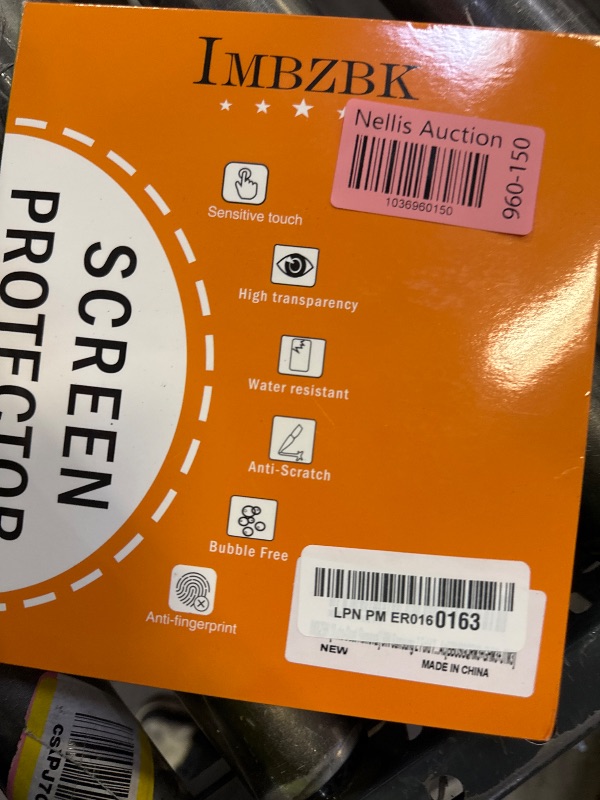 IMBZBK
Nellis Auction
1036960150
960-150
Sensitive touch
High transparency
Water resistant
Anti-Scratch
Bubble Free
Anti-fingerprint
SCREEN
PROTECTOR
LPN PM ER0160163
NEW
MADE IN CHINA